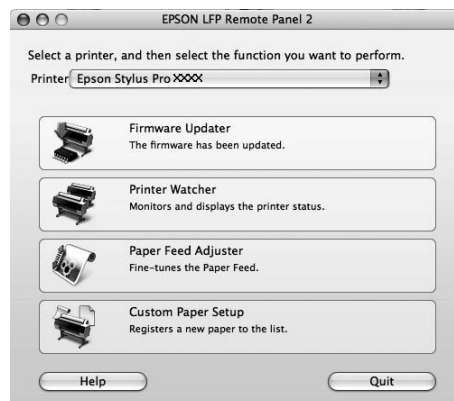 EPSON LFP Remote Panel 2
Select a printer, and then select the function you want to perform.
Printer Epson Stylus Pro XXXX
Firmware Updater
The firmware has been updated.
Printer Watcher
Monitors and displays the printer status.
Paper Feed Adjuster
Fine-tunes the Paper Feed.
Custom Paper Setup
Registers a new paper to the list.
Help Quit